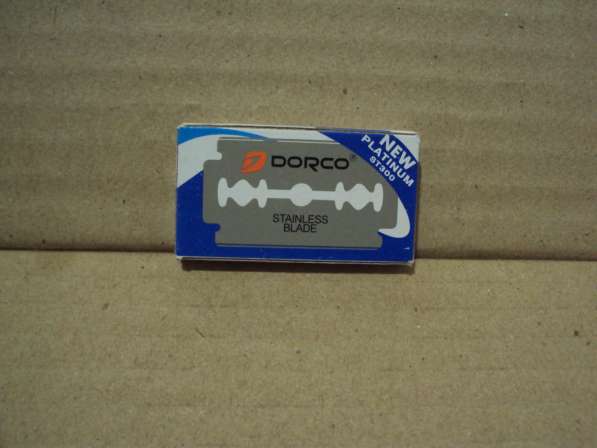 DORCO®
STAINLESS
BLADE
NEW
PLATINUM
ST300